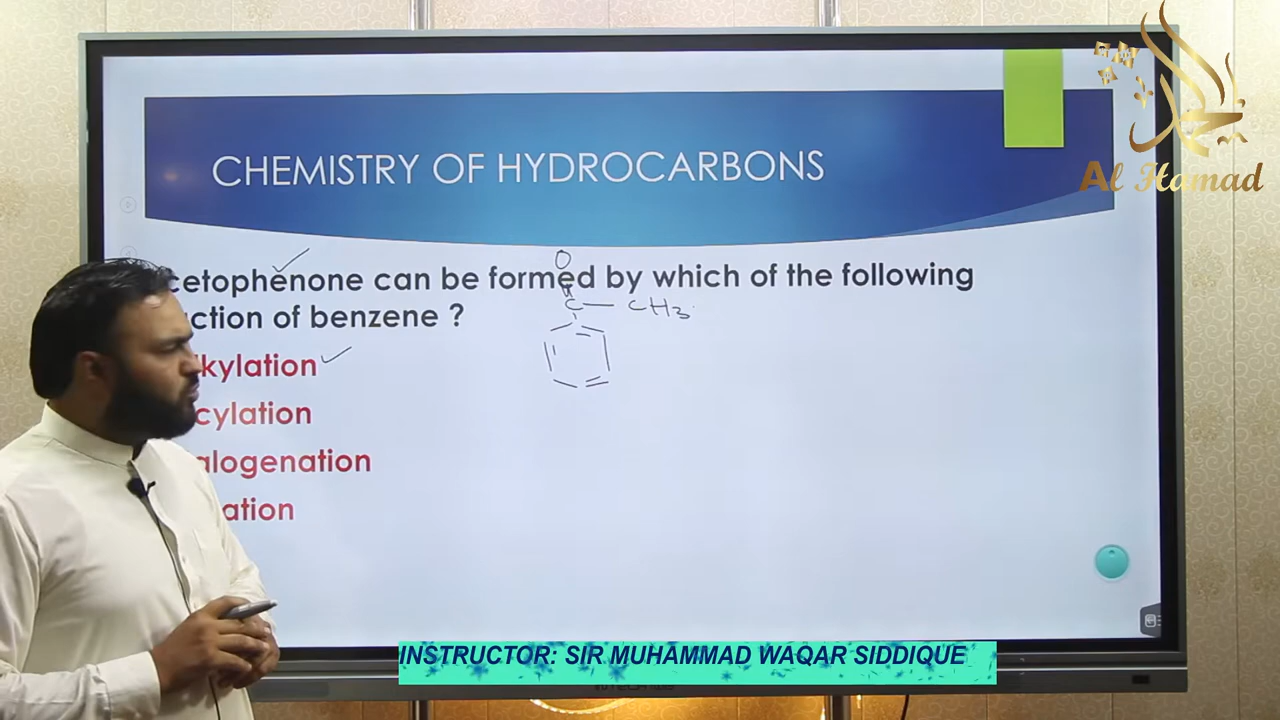 CHEMISTRY OF HYDROCARBONS
Al Hamad
cetophenone can be formed by which of the following
ction of benzene ?
O
C — CH3
kylation
cylation
alogenation
ation
INSTRUCTOR: SIR MUHAMMAD WAQAR SIDDIQUE